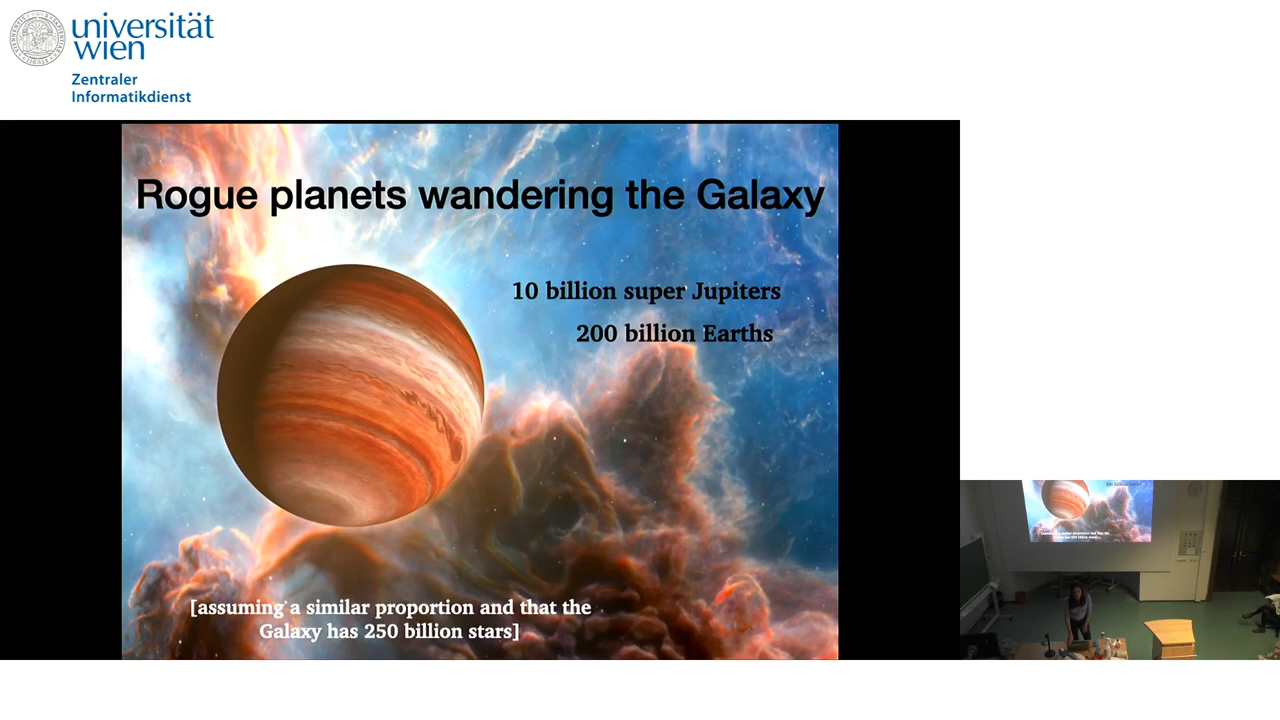 universität
wien
Zentraler
Informatikdienst
Rogue planets wandering the Galaxy
10 billion super Jupiters
200 billion Earths
[assuming a similar proportion and that the
Galaxy has 250 billion stars]